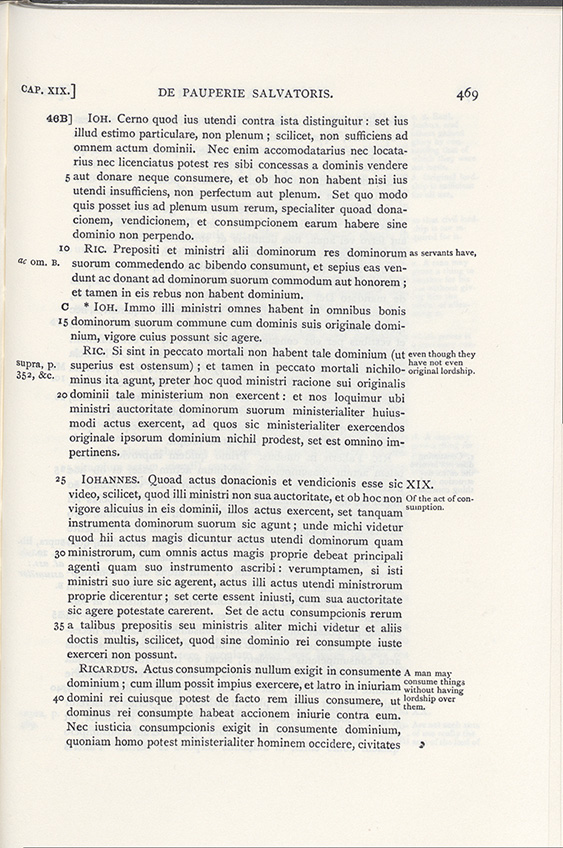 CAP. XIX.] DE PAUPERIE SALVATORIS. 469
46B] IOH. Cerno quod ius utendi contra ista distinguitur : set ius
illud estimo particulare, non plenum ; scilicet, non sufficiens ad
omnem actum dominii. Nec enim accomodatarius nec locata-
rius nec licenciatus potest res sibi concessas a dominis vendere
5 aut donare neque consumere, et ob hoc non habent nisi ius
utendi insufficiens, non perfectum aut plenum. Set quo modo
quis posset ius ad plenum usum rerum, specialiter quoad dona-
cionem, vendicionem, et consumpcionem earum habere sine
dominio non perpendo.
10 RIC. Prepositi et ministri alii dominorum res dominorum as servants have,
ac om. B. suorum commedendo ac bibendo consumunt, et sepius eas ven-
dunt ac donant ad dominorum suorum commodum aut honorem ;
et tamen in eis rebus non habent dominium.
C * IOH. Immo illi ministri omnes habent in omnibus bonis
15 dominorum suorum commune cum dominis suis originale domi-
nium, vigore cuius possunt sic agere.
RIC. Si sint in peccato mortali non habent tale dominium (ut even though they
supra, p. superius est ostensum) ; et tamen in peccato mortali nichilo- have not even
352, &c. minus ita agunt, preter hoc quod ministri racione sui originalis original lordship.
20 dominii tale ministerium non exercent : et nos loquimur ubi
ministri auctoritate dominorum suorum ministerialiter huius-
modi actus exercent, ad quos sic ministerialiter exercendos
originale ipsorum dominium nichil prodest, set est omnino im-
pertinens.
25 IOHANNES. Quoad actus donacionis et vendicionis esse sic XIX.
video, scilicet, quod illi ministri non sua auctoritate, et ob hoc non Of the act of con-
vigore alicuius in eis dominii, illos actus exercent, set tanquam sumption.
instrumenta dominorum suorum sic agunt ; unde michi videtur
quod hii actus magis dicuntur actus utendi dominorum quam
30 ministrorum, cum omnis actus magis proprie debeat principali
agenti quam suo instrumento ascribi : verumptamen, si isti
ministri suo iure sic agerent, actus illi actus utendi ministrorum
proprie dicerentur ; set certe essent iniusti, cum sua auctoritate
sic agere potestate carerent. Set de actu consumpcionis rerum
35 a talibus prepositis seu ministris aliter michi videtur et aliis
doctis multis, scilicet, quod sine dominio rei consumpte iuste
exerceri non possunt.
RICARDUS. Actus consumpcionis nullum exigit in consumente A man may
dominium ; cum illum possit impius exercere, et latro in iniuriam consume things
40 domini rei cuiusque potest de facto rem illius consumere, ut without having
dominus rei consumpte habeat accionem iniurie contra eum. lordship over
Nec iusticia consumpcionis exigit in consumente dominium, them.
quoniam homo potest ministerialiter hominem occidere, civitates